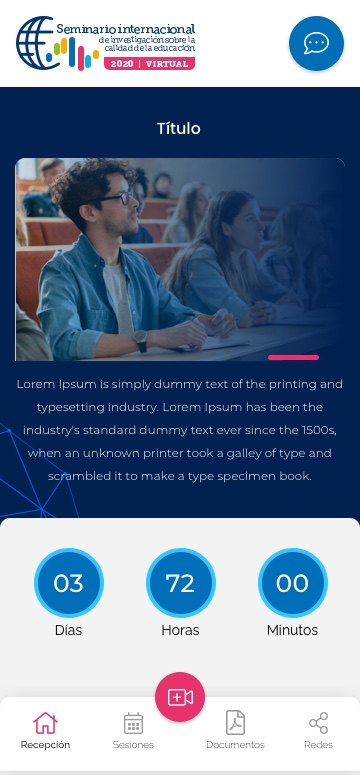 Seminario internacional
de investigación sobre la
calidad de la educación
2020 | VIRTUAL
Título
Lorem Ipsum is simply dummy text of the printing and
typesetting industry. Lorem Ipsum has been the
industry's standard dummy text ever since the 1500s,
when an unknown printer took a galley of type and
scrambled it to make a type specimen book.
03 72 00
Días Horas Minutos
Recepción Sesiones Documentos Redes